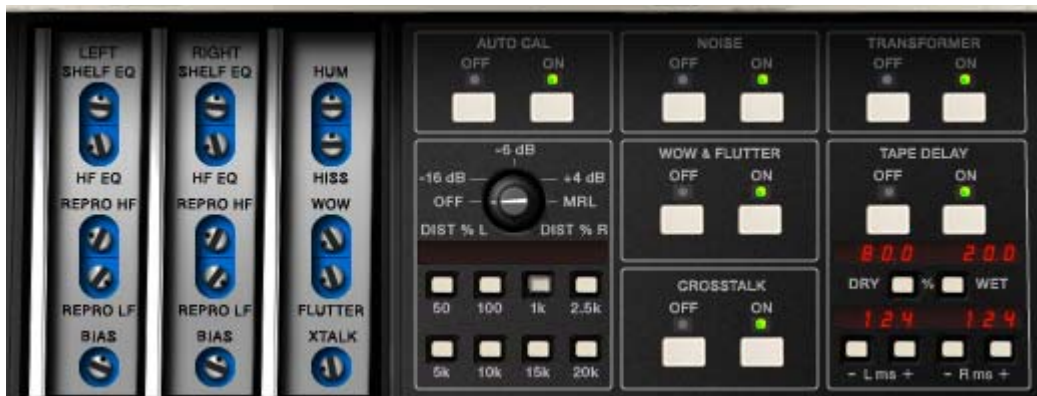 LEFT
SHELF EQ
HF EQ
REPRO HF
REPRO LF
BIAS
RIGHT
SHELF EQ
HF EQ
REPRO HF
REPRO LF
BIAS
HUM
HISS
WOW
FLUTTER
XTALK
AUTO CAL
OFF ON
-6 dB
-16 dB +4 dB
OFF MRL
DIST % L DIST % R
50 100 1k 2.5k
5k 10k 15k 20k
NOISE
OFF ON
WOW & FLUTTER
OFF ON
CROSSTALK
OFF ON
TRANSFORMER
OFF ON
TAPE DELAY
OFF ON
80.0 20.0
DRY % WET
124 124
- L ms + - R ms +